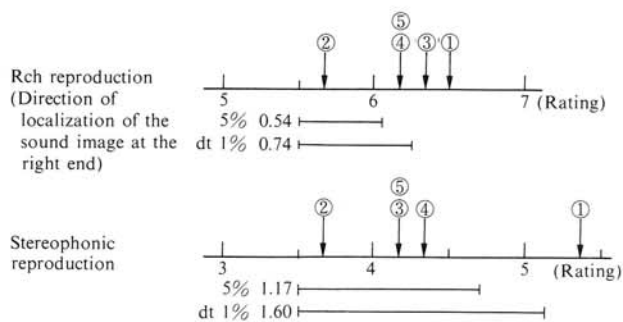 ⑤
② ④ ③ ①
Rch reproduction
(Direction of
localization of the
sound image at the
right end)
5 6 7 (Rating)
5% 0.54
dt 1% 0.74
⑤
② ③ ④ ①
Stereophonic
reproduction
3 4 5 (Rating)
5% 1.17
dt 1% 1.60